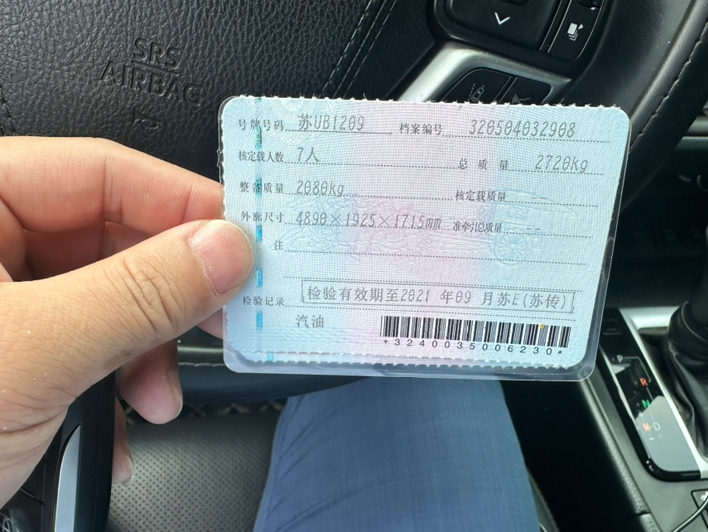 SRS
AIRBAG
号牌号码 苏UB1209 档案编号 320504032908
核定载人数 7人 总质量 2720kg
整备质量 2080kg 核定载质量 --
外廓尺寸 4890×1925×1715mm 准牵引总质量 --
注
检验记录 检验有效期至2021 年09 月苏E(苏传)
汽油
*3240035006230*
R
N
M D